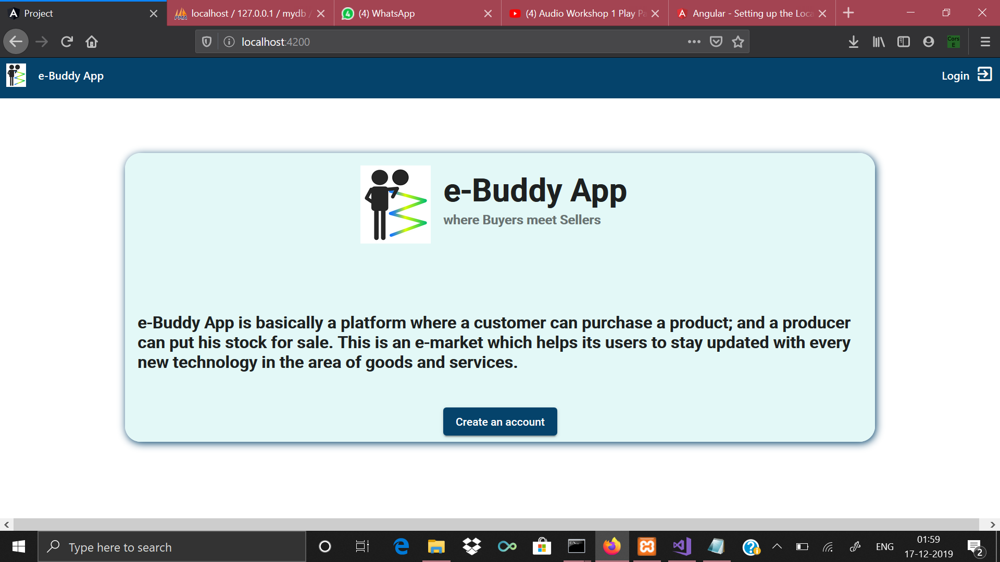 Project
localhost / 127.0.0.1 / mydb /
(4) WhatsApp
(4) Audio Workshop 1 Play Pa
Angular - Setting up the Loca
localhost:4200
Cors
E
e-Buddy App
Login
e-Buddy App
where Buyers meet Sellers
e-Buddy App is basically a platform where a customer can purchase a product; and a producer
can put his stock for sale. This is an e-market which helps its users to stay updated with every
new technology in the area of goods and services.
Create an account
Type here to search
ENG
01:59
17-12-2019
2